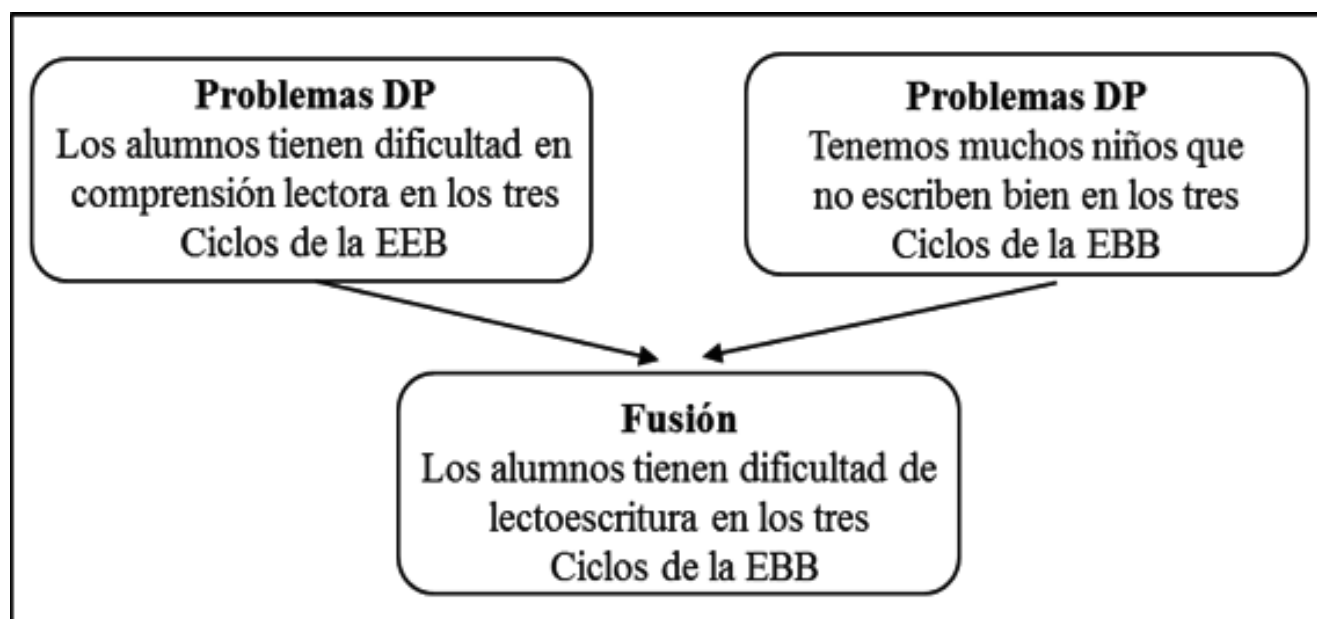 Problemas DP
Los alumnos tienen dificultad en
comprensión lectora en los tres
Ciclos de la EEB
Problemas DP
Tenemos muchos niños que
no escriben bien en los tres
Ciclos de la EBB
Fusión
Los alumnos tienen dificultad de
lectoescritura en los tres
Ciclos de la EBB